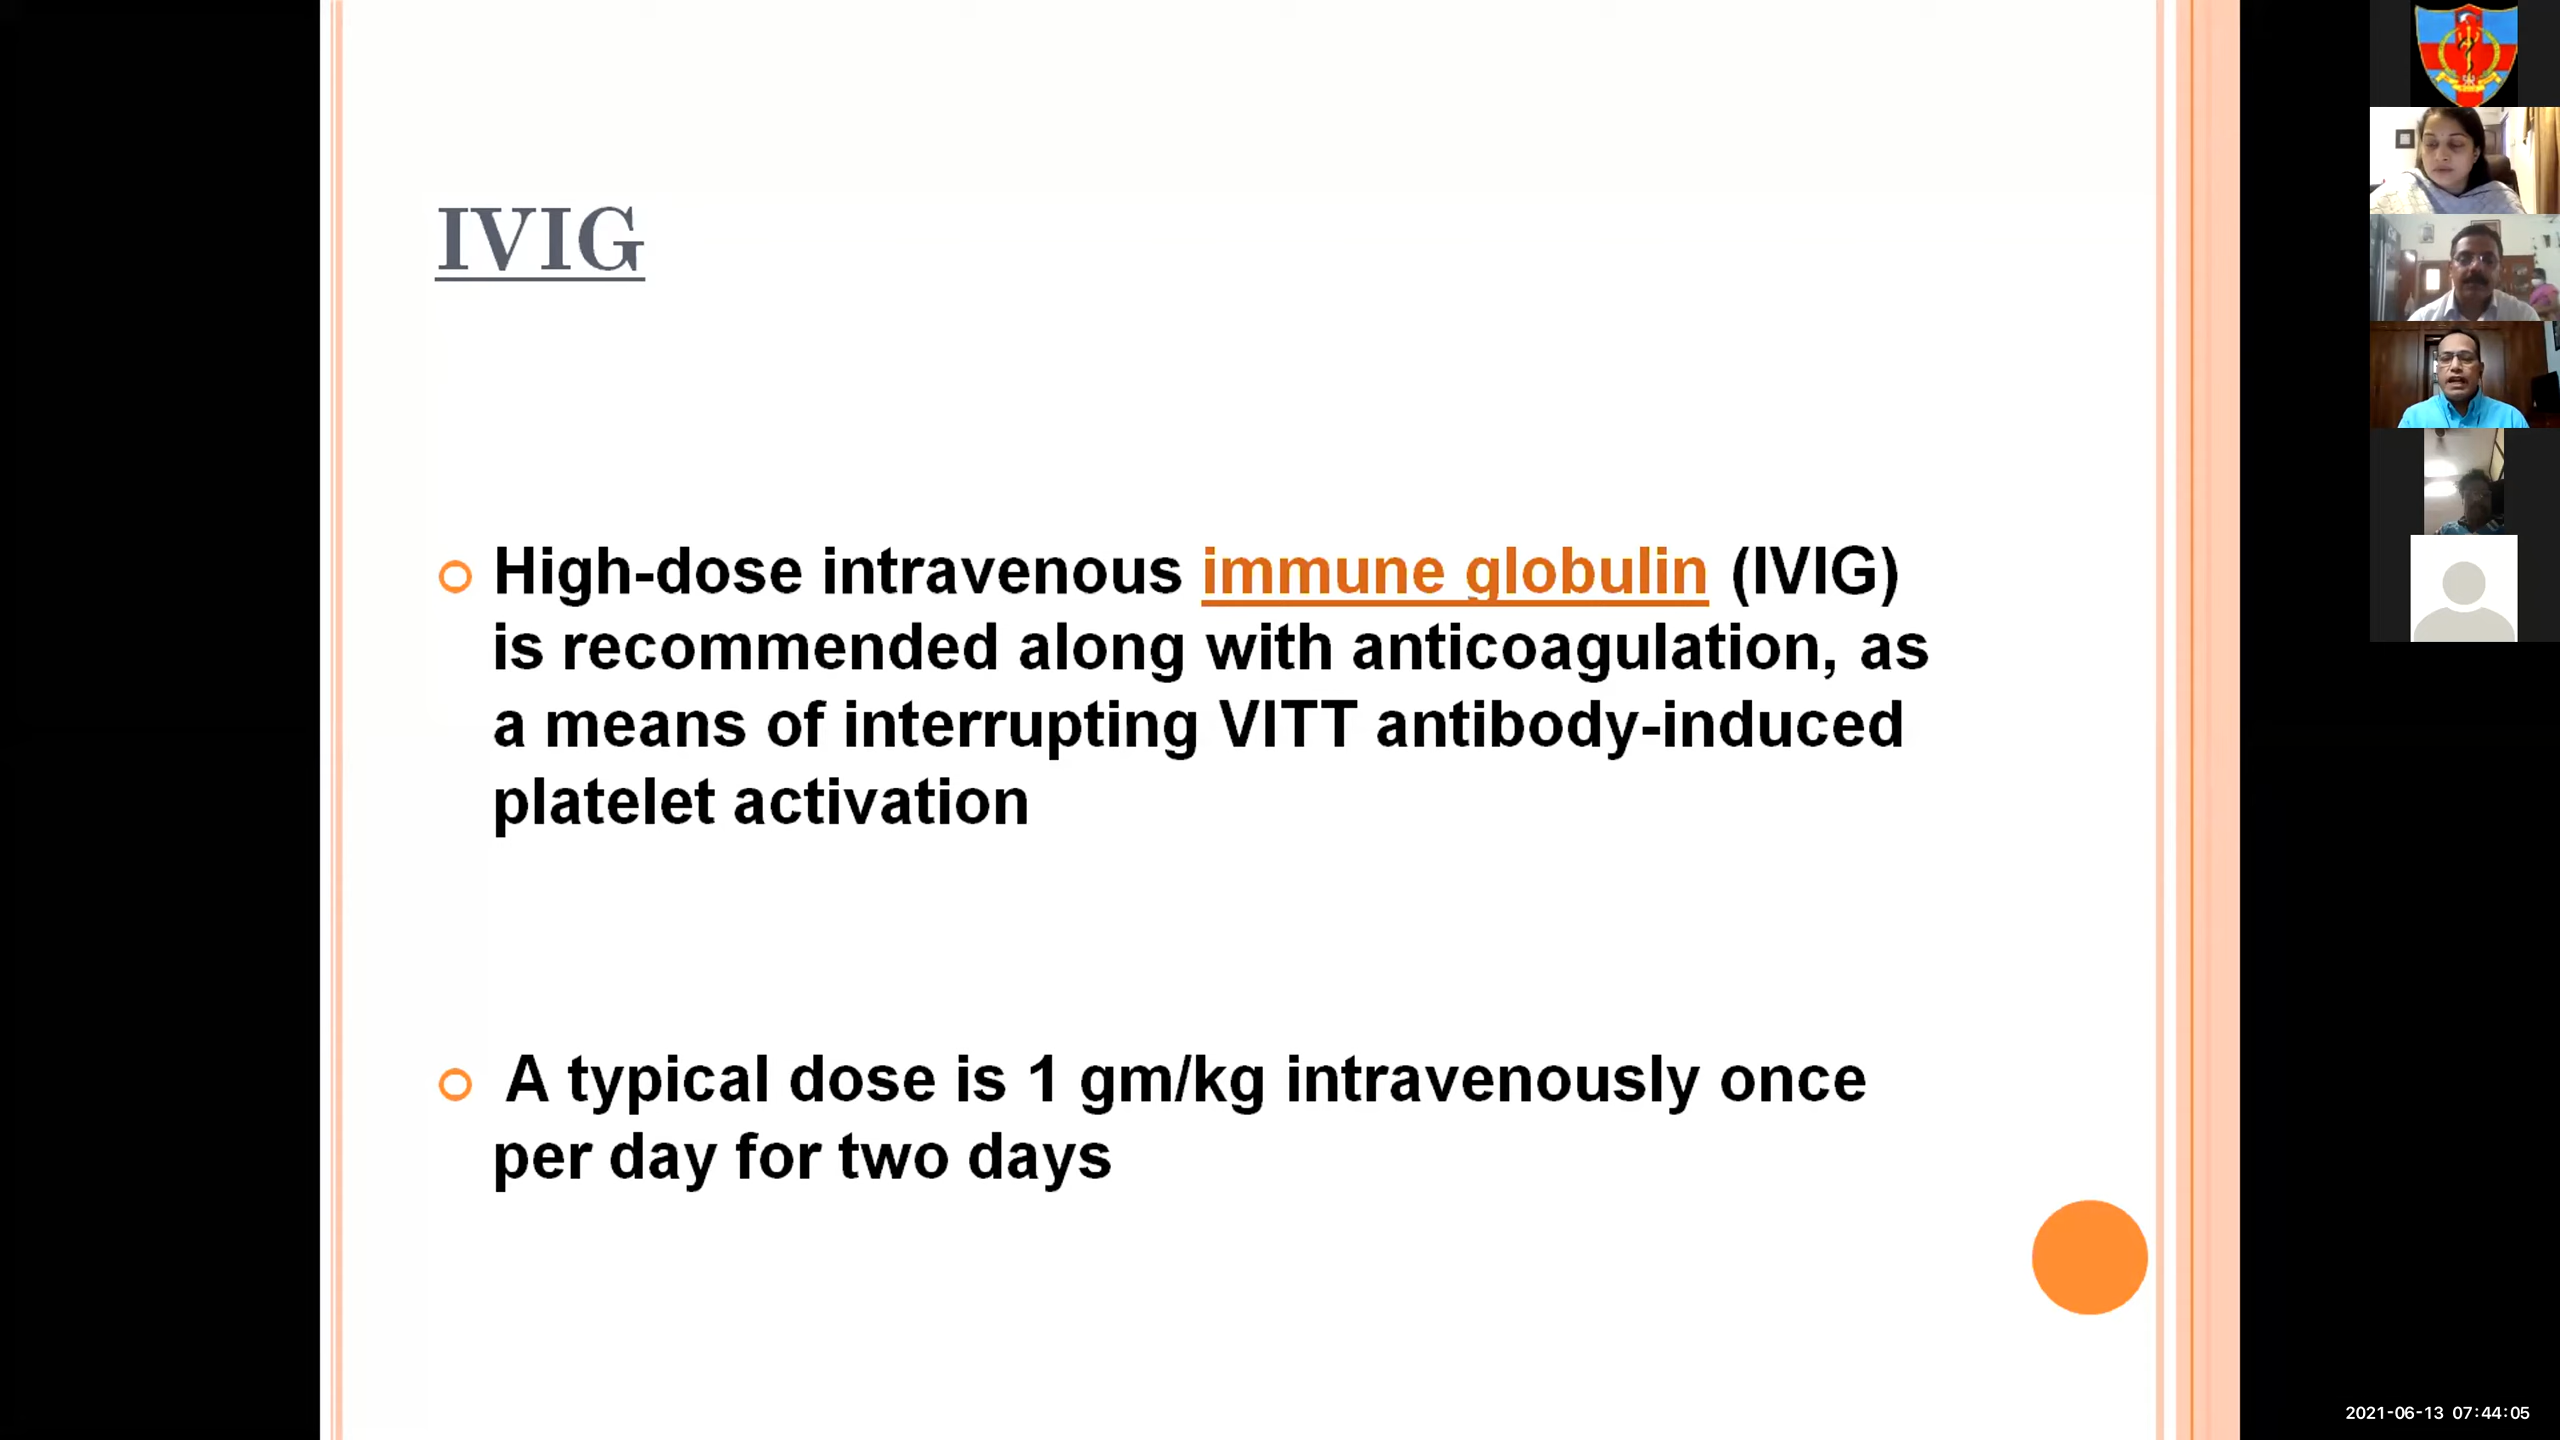 IVIG
High-dose intravenous immune globulin (IVIG)
is recommended along with anticoagulation, as
a means of interrupting VITT antibody-induced
platelet activation
A typical dose is 1 gm/kg intravenously once
per day for two days
2021-06-13 07:44:05